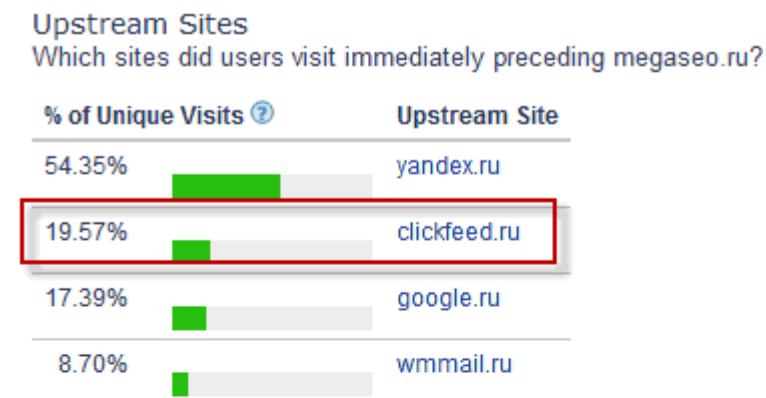 Upstream Sites
Which sites did users visit immediately preceding megaseo.ru?
% of Unique Visits ? Upstream Site
54.35% yandex.ru
19.57% clickfeed.ru
17.39% google.ru
8.70% wmmail.ru